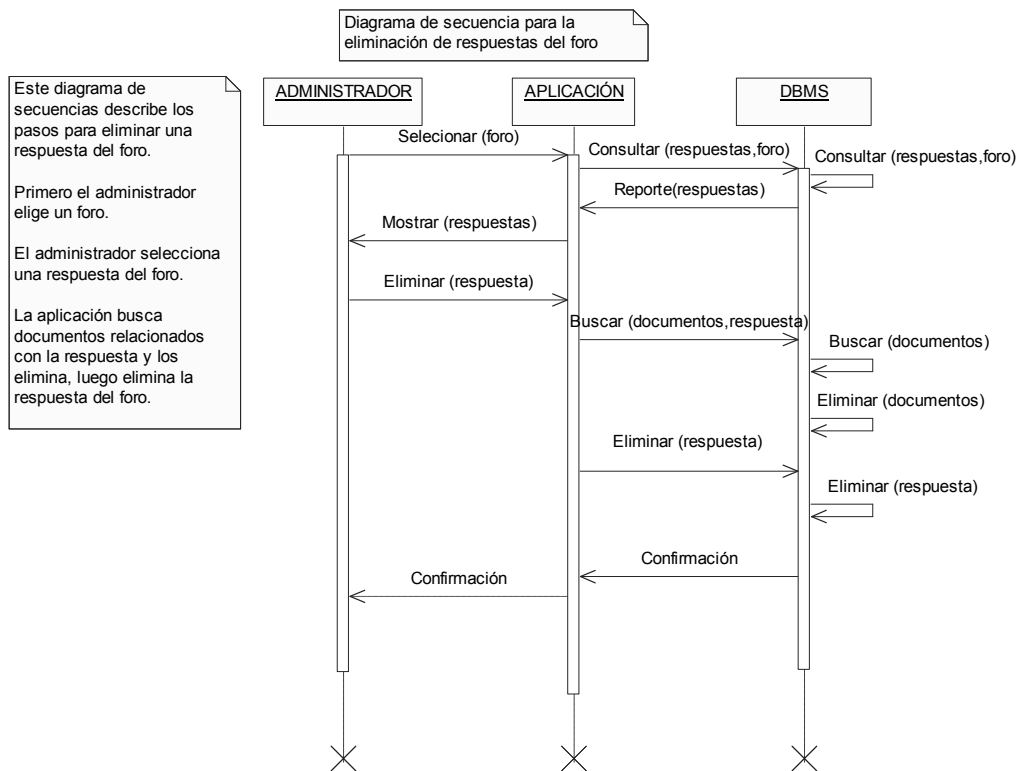 Diagrama de secuencia para la
eliminación de respuestas del foro
Este diagrama de
secuencias describe los
pasos para eliminar una
respuesta del foro.
Primero el administrador
elige un foro.
El administrador selecciona
una respuesta del foro.
La aplicación busca
documentos relacionados
con la respuesta y los
elimina, luego elimina la
respuesta del foro.
ADMINISTRADOR
APLICACIÓN
DBMS
Selecionar (foro)
Consultar (respuestas,foro)
Consultar (respuestas,foro)
Reporte(respuestas)
Mostrar (respuestas)
Eliminar (respuesta)
Buscar (documentos,respuesta)
Buscar (documentos)
Eliminar (documentos)
Eliminar (respuesta)
Eliminar (respuesta)
Confirmación
Confirmación